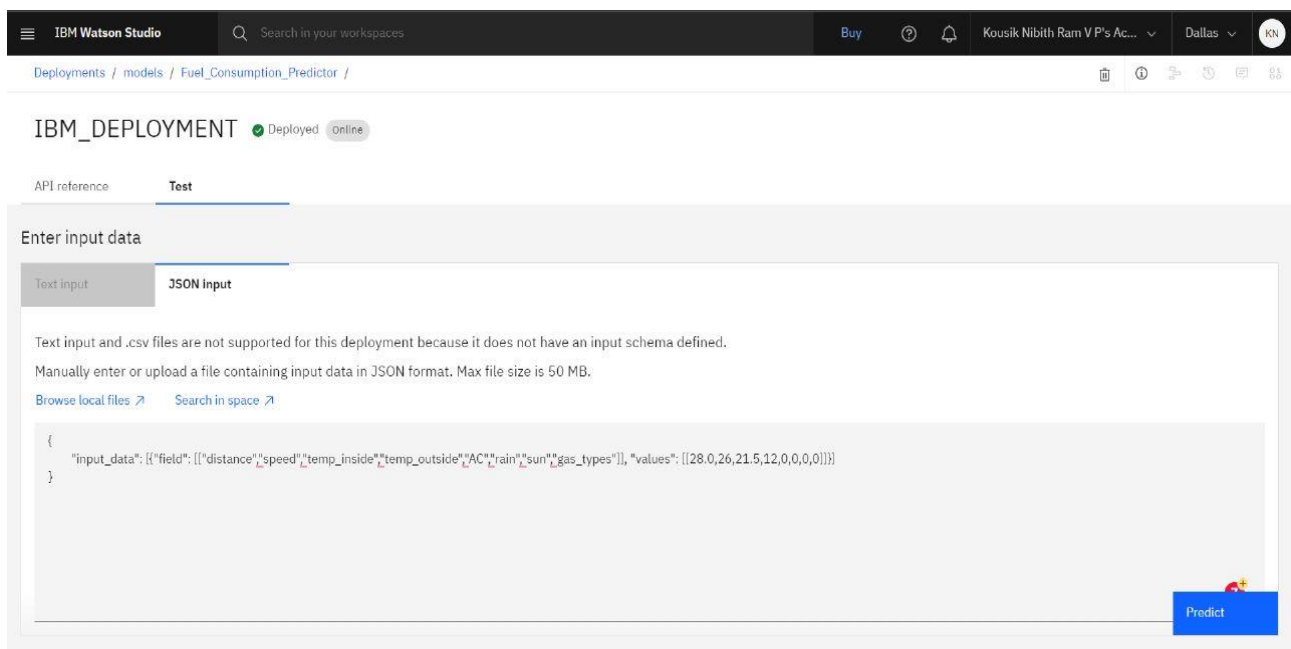 IBM Watson Studio Search in your workspaces Buy Kousik Nibith Ram V P's Ac... Dallas KN
Deployments / models / Fuel_Consumption_Predictor /
IBM_DEPLOYMENT Deployed Online
API reference Test
Enter input data
Text input JSON input
Text input and .csv files are not supported for this deployment because it does not have an input schema defined.
Manually enter or upload a file containing input data in JSON format. Max file size is 50 MB.
Browse local files Search in space
{
"input_data": [{"field": [["distance","speed","temp_inside","temp_outside","AC","rain","sun","gas_types"]], "values": [[28.0,26,21.5,12,0,0,0,0]]}]
}
Predict